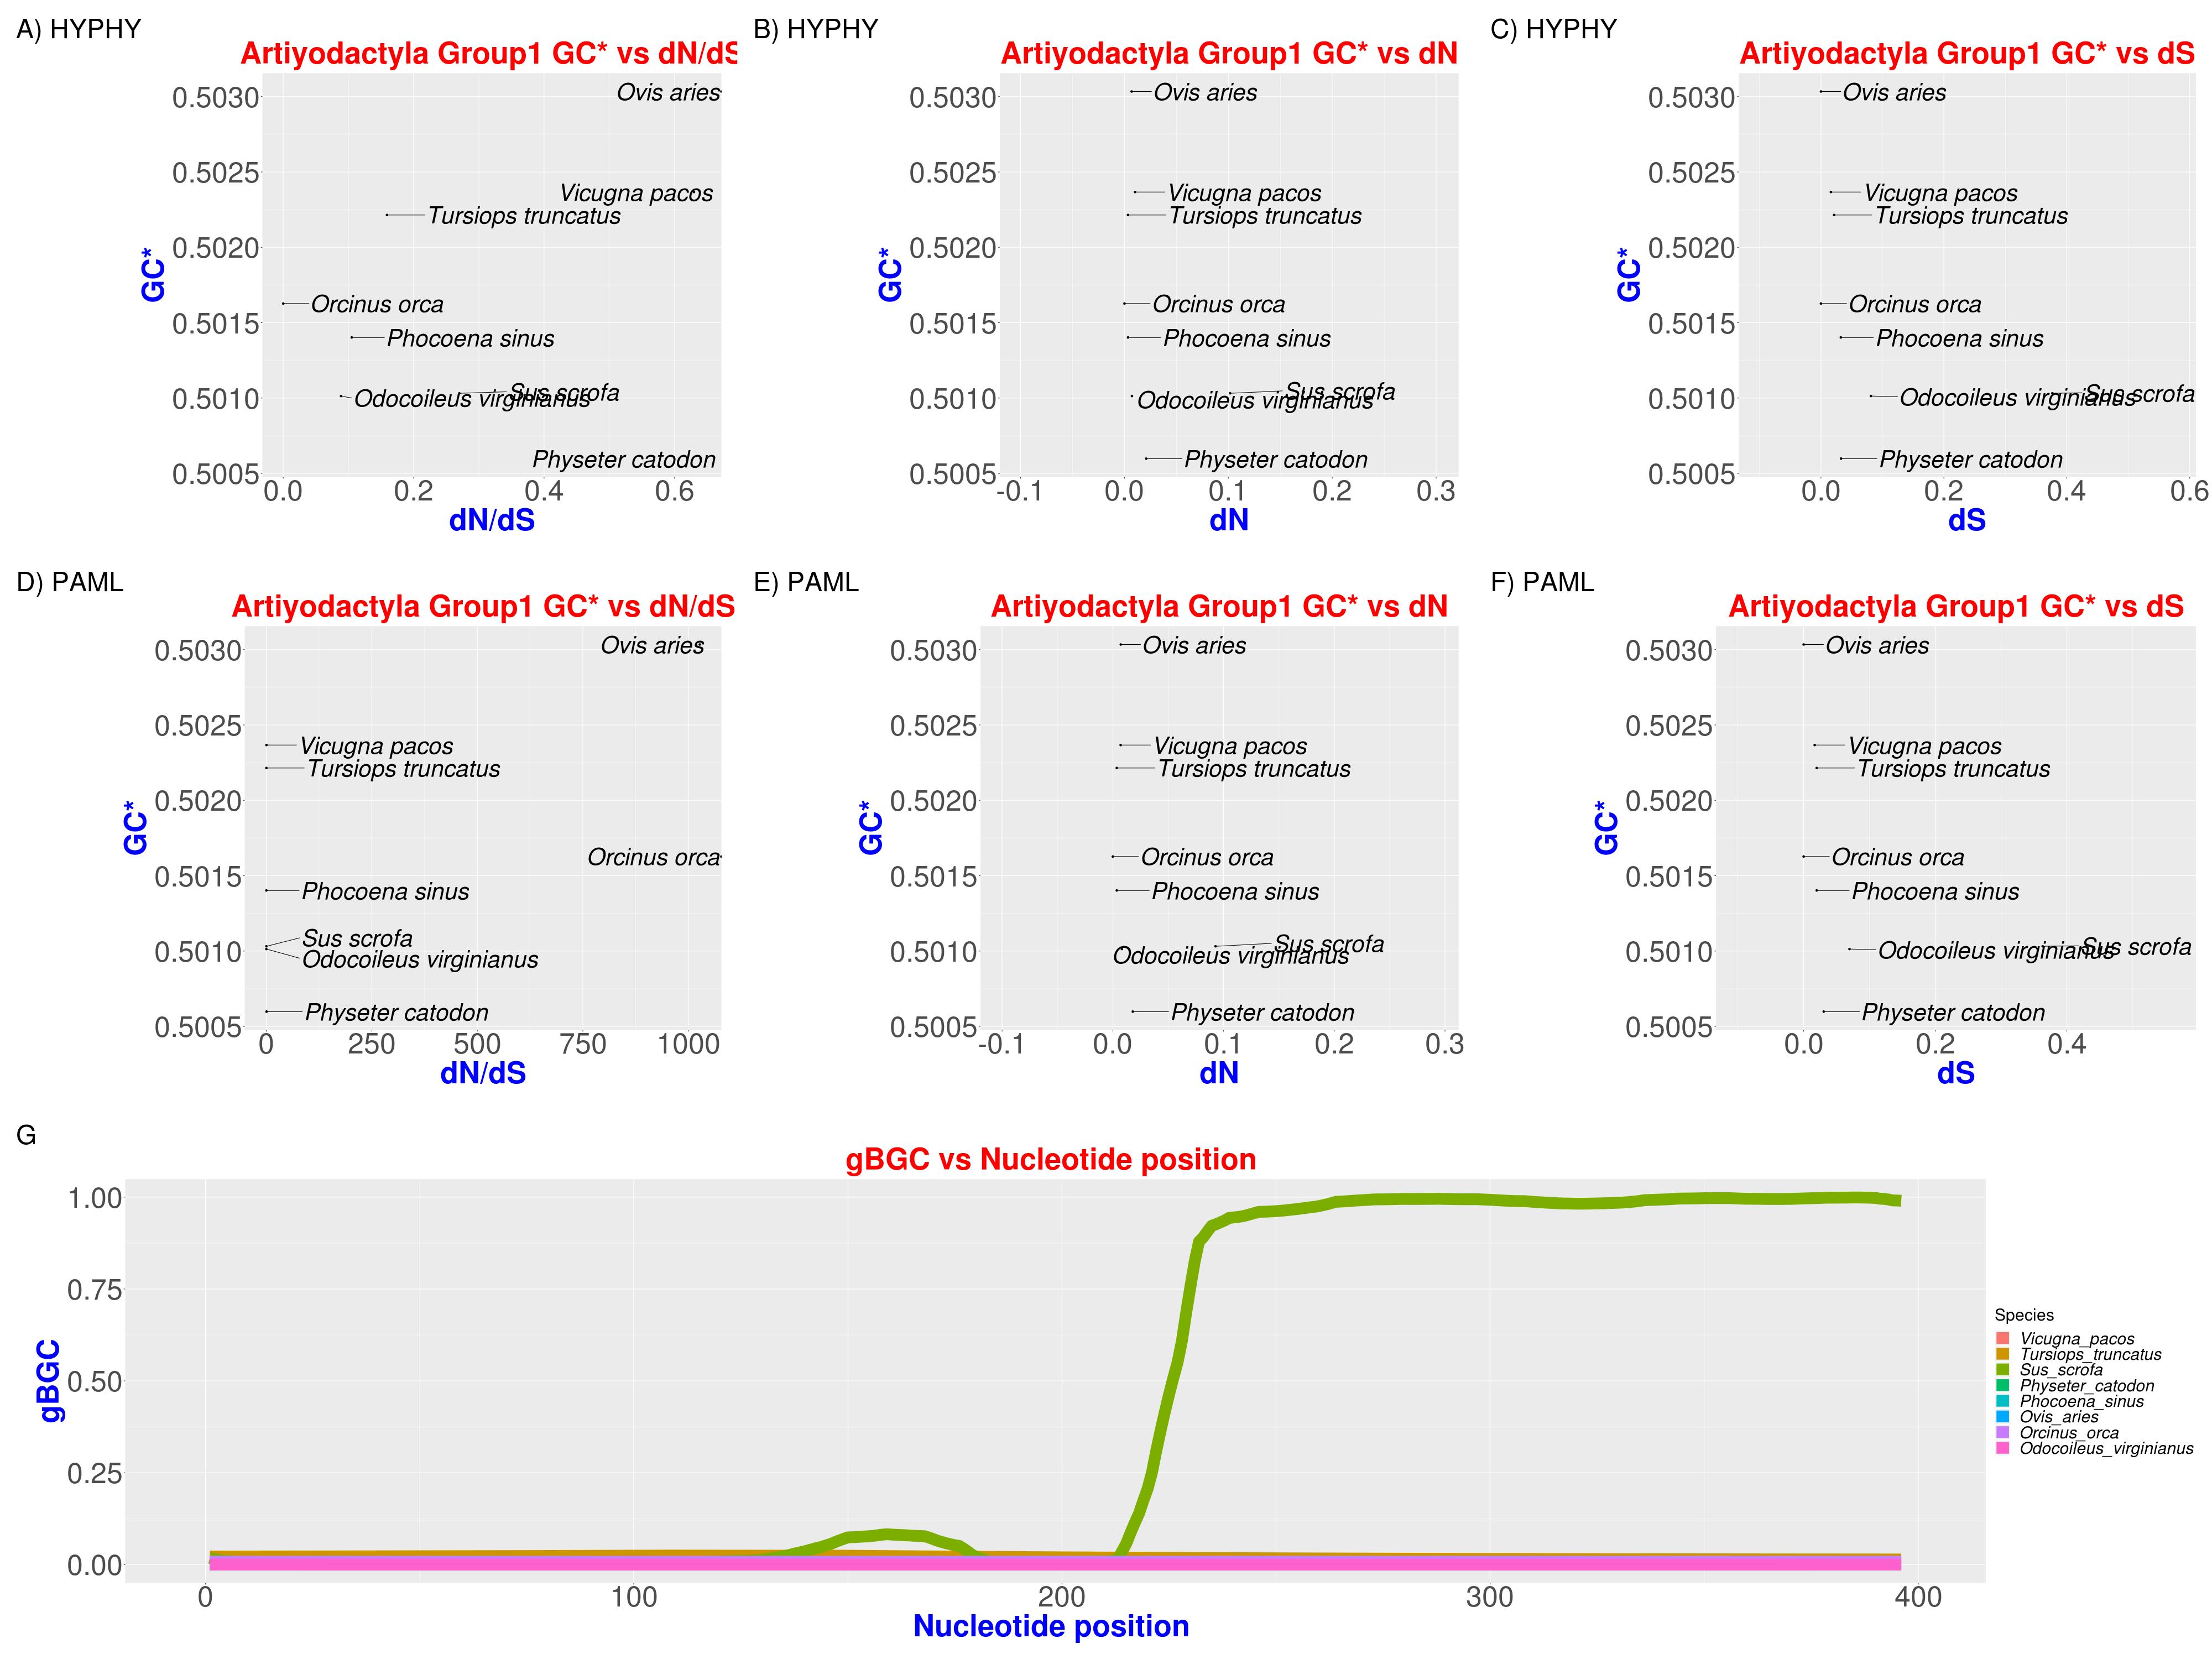 A) HYPHY
Artiyodactyla Group1 GC* vs dN/dS
GC*
0.5030
0.5025
0.5020
0.5015
0.5010
0.5005
Ovis aries
Vicugna pacos
Tursiops truncatus
Orcinus orca
Phocoena sinus
Sus scrofa
Odocoileus virginianus
Physeter catodon
0.0 0.2 0.4 0.6
dN/dS
B) HYPHY
Artiyodactyla Group1 GC* vs dN
GC*
0.5030
0.5025
0.5020
0.5015
0.5010
0.5005
Ovis aries
Vicugna pacos
Tursiops truncatus
Orcinus orca
Phocoena sinus
Sus scrofa
Odocoileus virginianus
Physeter catodon
-0.1 0.0 0.1 0.2 0.3
dN
C) HYPHY
Artiyodactyla Group1 GC* vs dS
GC*
0.5030
0.5025
0.5020
0.5015
0.5010
0.5005
Ovis aries
Vicugna pacos
Tursiops truncatus
Orcinus orca
Phocoena sinus
Sus scrofa
Odocoileus virginianus
Physeter catodon
0.0 0.2 0.4 0.6
dS
D) PAML
Artiyodactyla Group1 GC* vs dN/dS
GC*
0.5030
0.5025
0.5020
0.5015
0.5010
0.5005
Ovis aries
Vicugna pacos
Tursiops truncatus
Orcinus orca
Phocoena sinus
Sus scrofa
Odocoileus virginianus
Physeter catodon
0 250 500 750 1000
dN/dS
E) PAML
Artiyodactyla Group1 GC* vs dN
GC*
0.5030
0.5025
0.5020
0.5015
0.5010
0.5005
Ovis aries
Vicugna pacos
Tursiops truncatus
Orcinus orca
Phocoena sinus
Sus scrofa
Odocoileus virginianus
Physeter catodon
-0.1 0.0 0.1 0.2 0.3
dN
F) PAML
Artiyodactyla Group1 GC* vs dS
GC*
0.5030
0.5025
0.5020
0.5015
0.5010
0.5005
Ovis aries
Vicugna pacos
Tursiops truncatus
Orcinus orca
Phocoena sinus
Sus scrofa
Odocoileus virginianus
Physeter catodon
0.0 0.2 0.4
dS
G
gBGC vs Nucleotide position
gBGC
1.00
0.75
0.50
0.25
0.00
0 100 200 300 400
Nucleotide position
Species
Vicugna_pacos
Tursiops_truncatus
Sus_scrofa
Physeter_catodon
Phocoena_sinus
Ovis_aries
Orcinus_orca
Odocoileus_virginianus